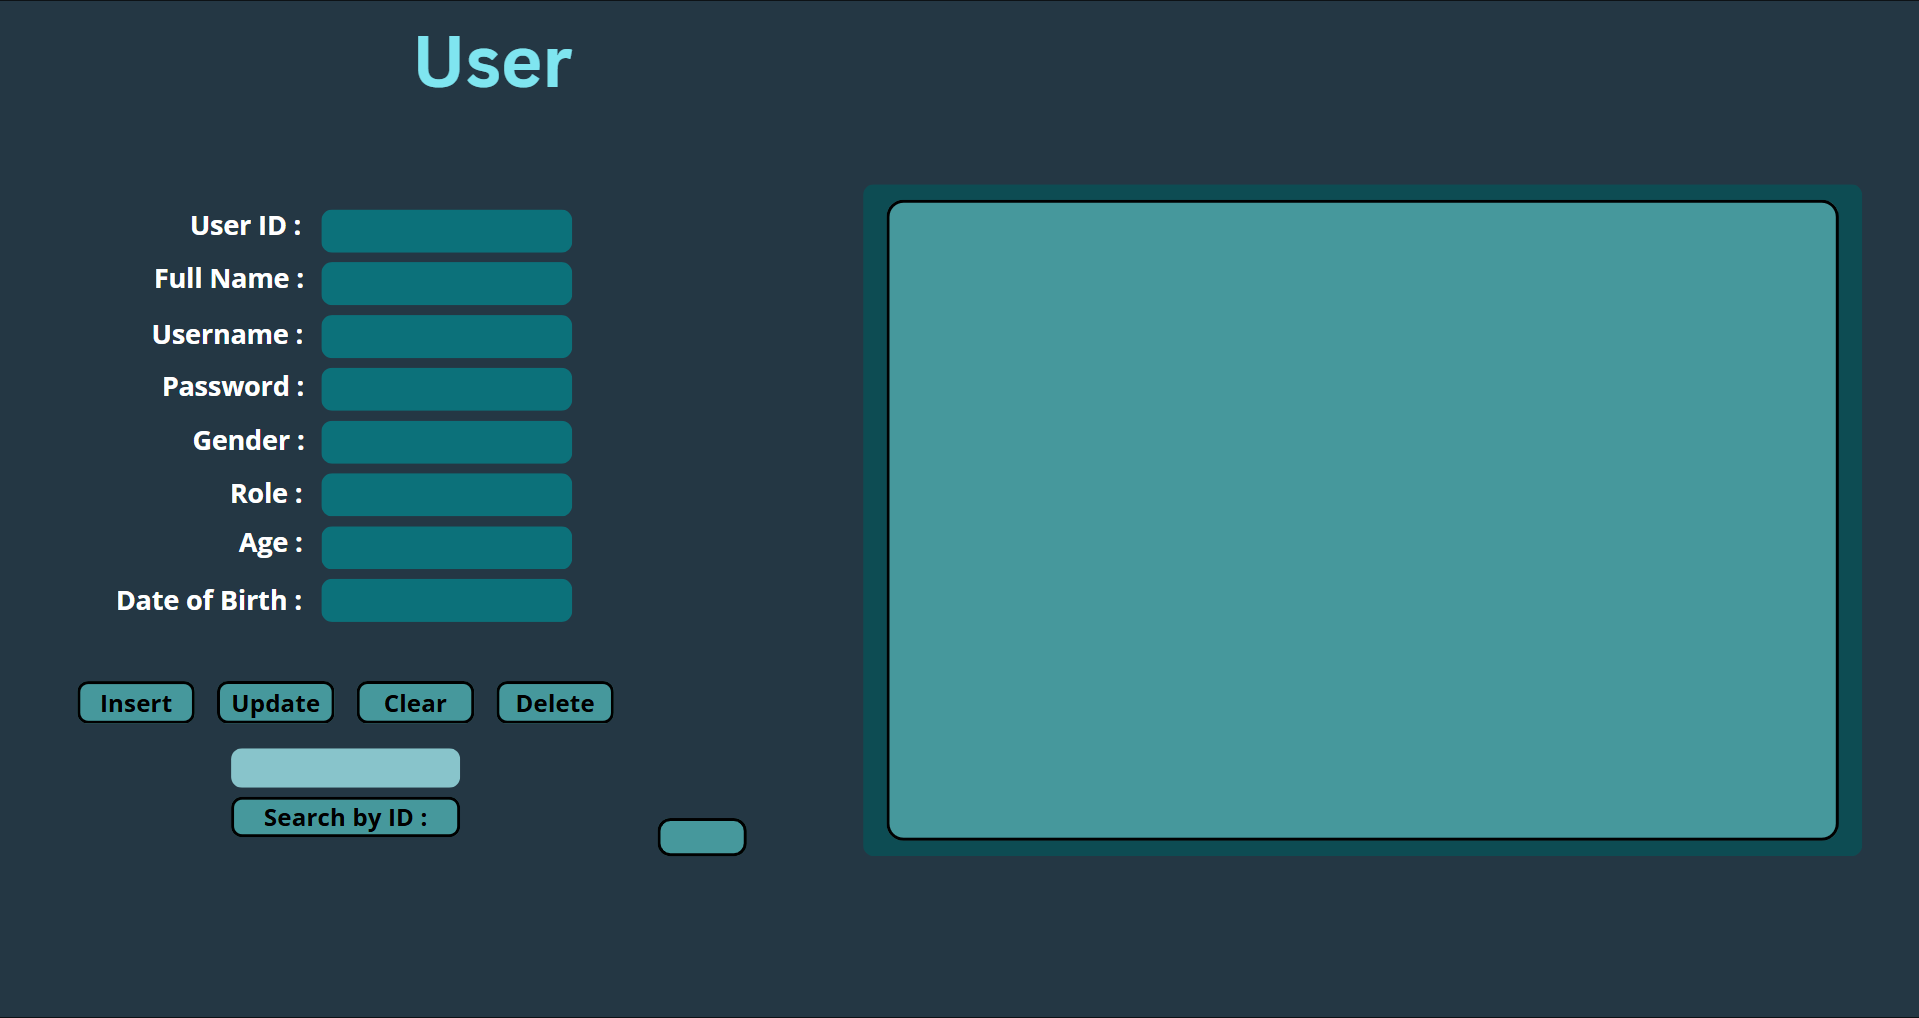 User
User ID :
Full Name :
Username :
Password :
Gender :
Role :
Age :
Date of Birth :
Insert
Update
Clear
Delete
Search by ID :